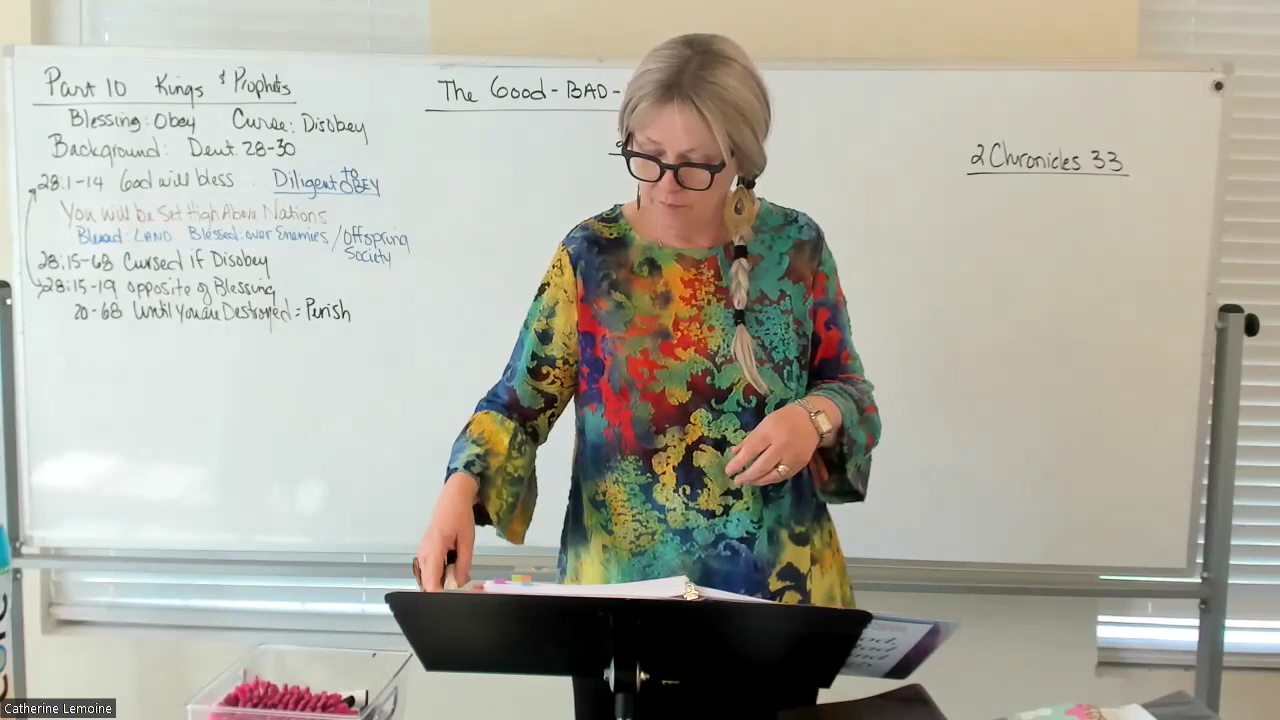 Part 10 Kings & Prophets
Blessing: Obey Curse: Disobey
Background: Deut. 28-30
28:1-14 God will bless... Diligent to OBEY
You will be Set High Above Nations
Blessed: LAND Blessed: over Enemies / Offspring
Society
28:15-68 Cursed if Disobey
28:15-19 Opposite of Blessing
20-68 Until You are Destroyed = Perish
The Good - BAD -
2 Chronicles 33
Catherine Lemoine